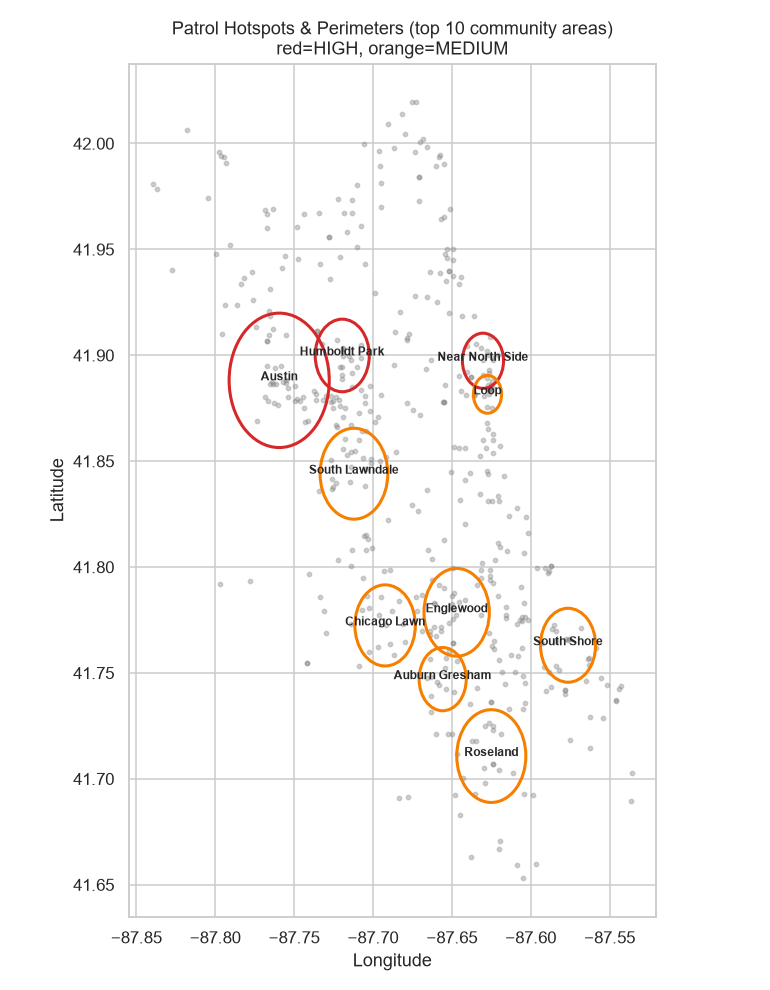 Patrol Hotspots & Perimeters (top 10 community areas)
red=HIGH, orange=MEDIUM
42.00
41.95
41.90
41.85
41.80
41.75
41.70
41.65
Latitude
Humboldt Park
Near North Side
Austin
Loop
South Lawndale
Englewood
Chicago Lawn
South Shore
Auburn Gresham
Roseland
−87.85
−87.80
−87.75
−87.70
−87.65
−87.60
−87.55
Longitude